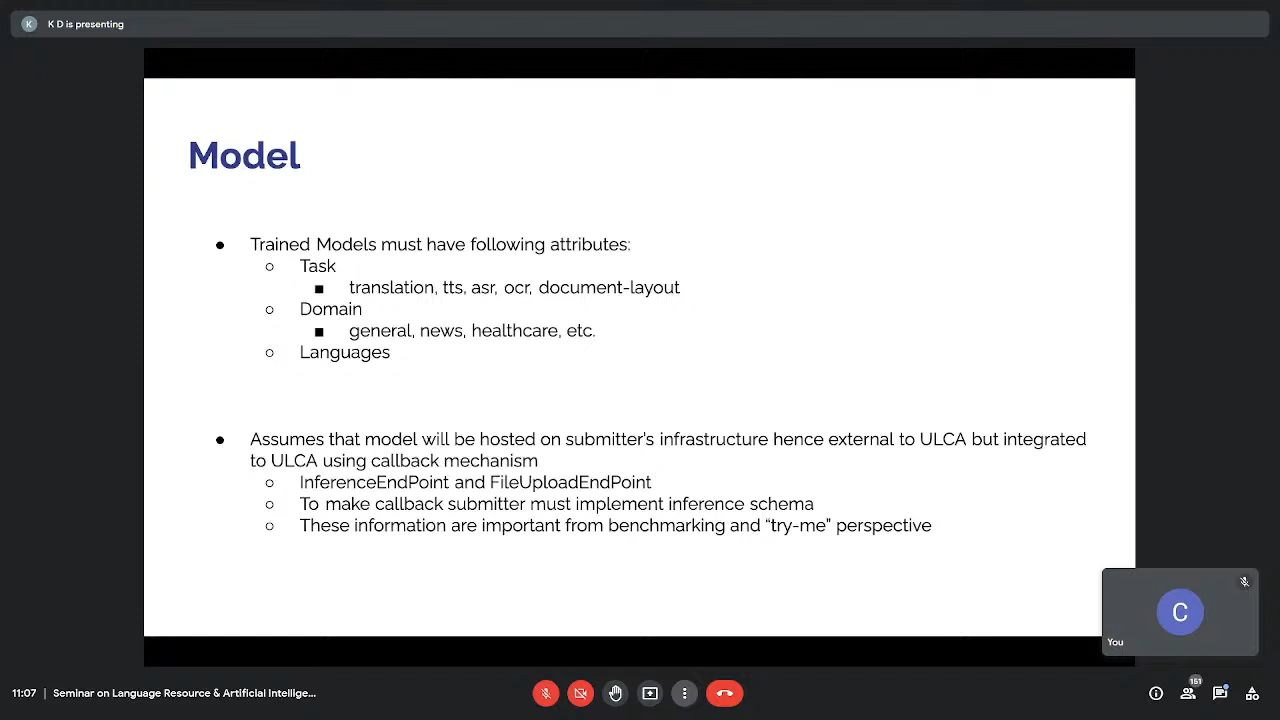 K
K D is presenting
Model
● Trained Models must have following attributes:
○ Task
■ translation, tts, asr, ocr, document-layout
○ Domain
■ general, news, healthcare, etc.
○ Languages
● Assumes that model will be hosted on submitter's infrastructure hence external to ULCA but integrated
to ULCA using callback mechanism
○ InferenceEndPoint and FileUploadEndPoint
○ To make callback submitter must implement inference schema
○ These information are important from benchmarking and “try-me” perspective
C
You
11:07 | Seminar on Language Resource & Artificial Intellige...
161